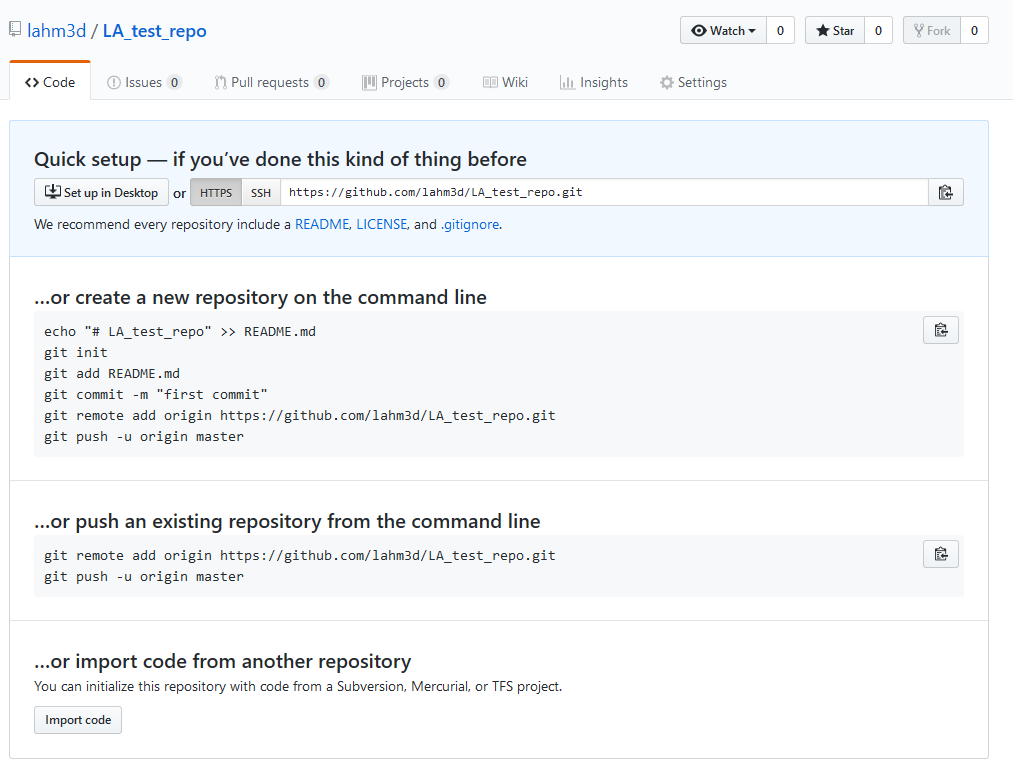 lahm3d / LA_test_repo
Watch 0 Star 0 Fork 0
Code Issues 0 Pull requests 0 Projects 0 Wiki Insights Settings
Quick setup — if you’ve done this kind of thing before
Set up in Desktop or HTTPS SSH https://github.com/lahm3d/LA_test_repo.git
We recommend every repository include a README, LICENSE, and .gitignore.
…or create a new repository on the command line
echo "# LA_test_repo" >> README.md
git init
git add README.md
git commit -m "first commit"
git remote add origin https://github.com/lahm3d/LA_test_repo.git
git push -u origin master
…or push an existing repository from the command line
git remote add origin https://github.com/lahm3d/LA_test_repo.git
git push -u origin master
…or import code from another repository
You can initialize this repository with code from a Subversion, Mercurial, or TFS project.
Import code